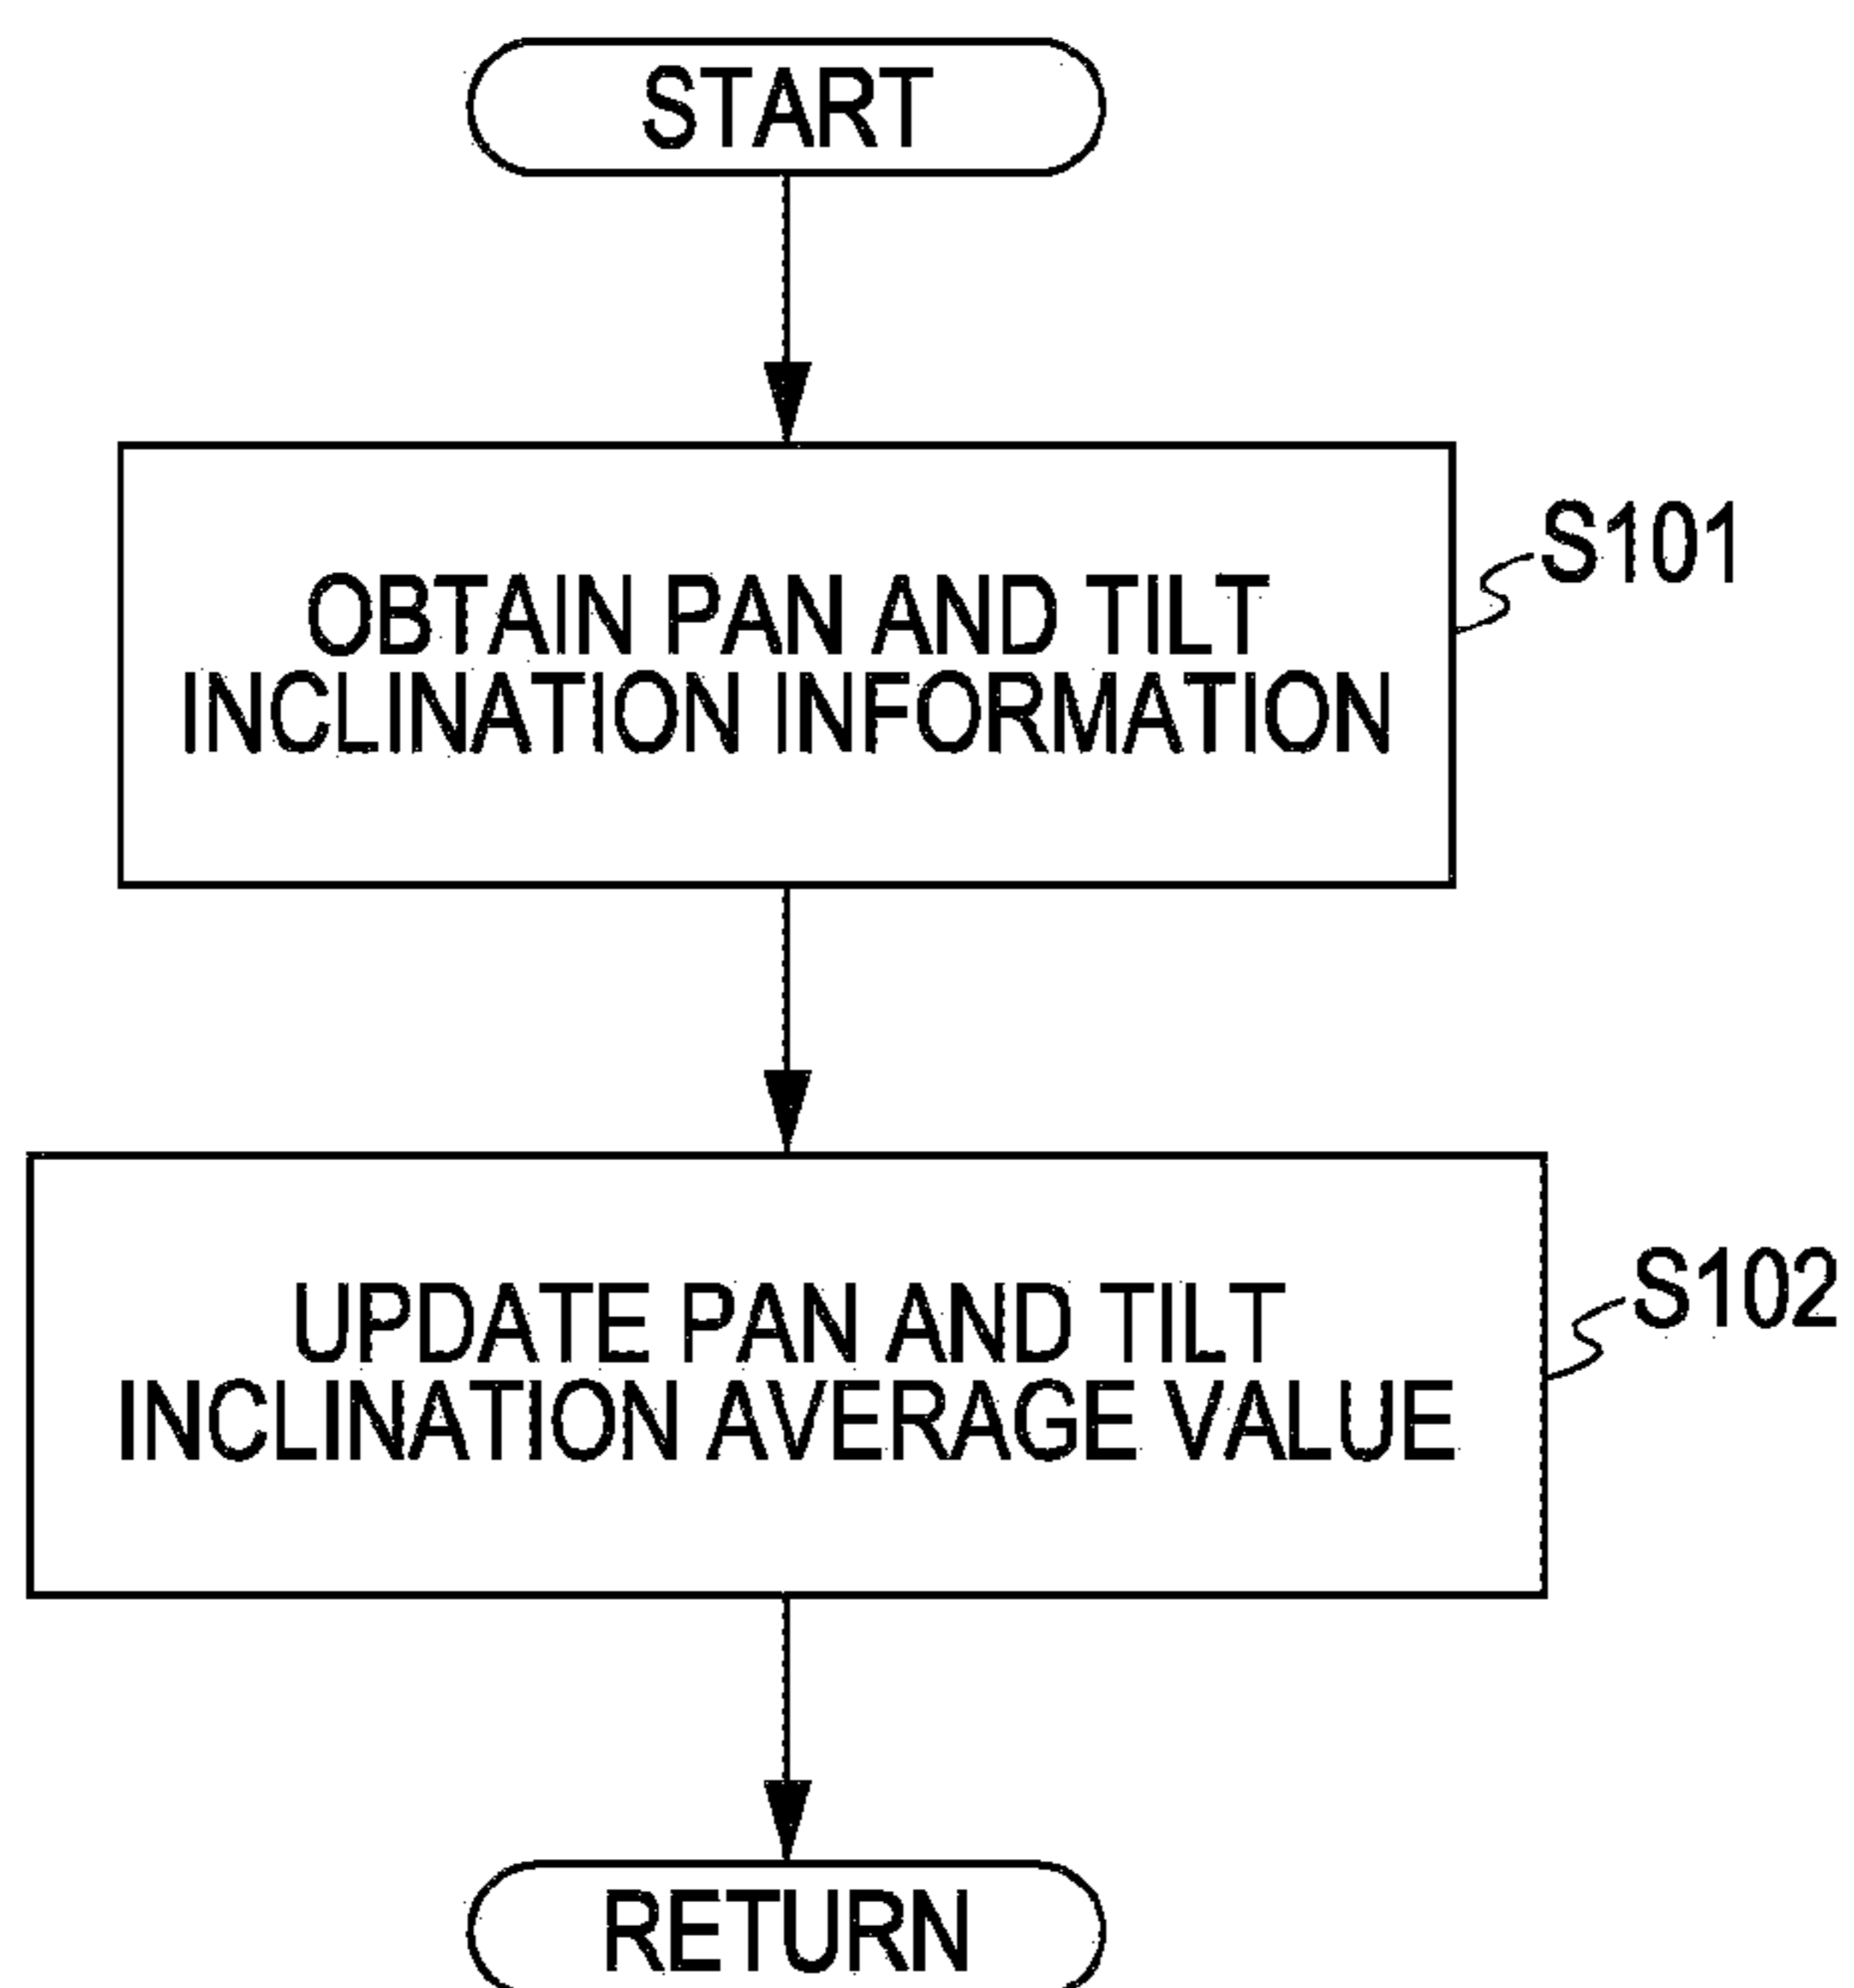 START
OBTAIN PAN AND TILT
INCLINATION INFORMATION
S101
UPDATE PAN AND TILT
INCLINATION AVERAGE VALUE
S102
RETURN